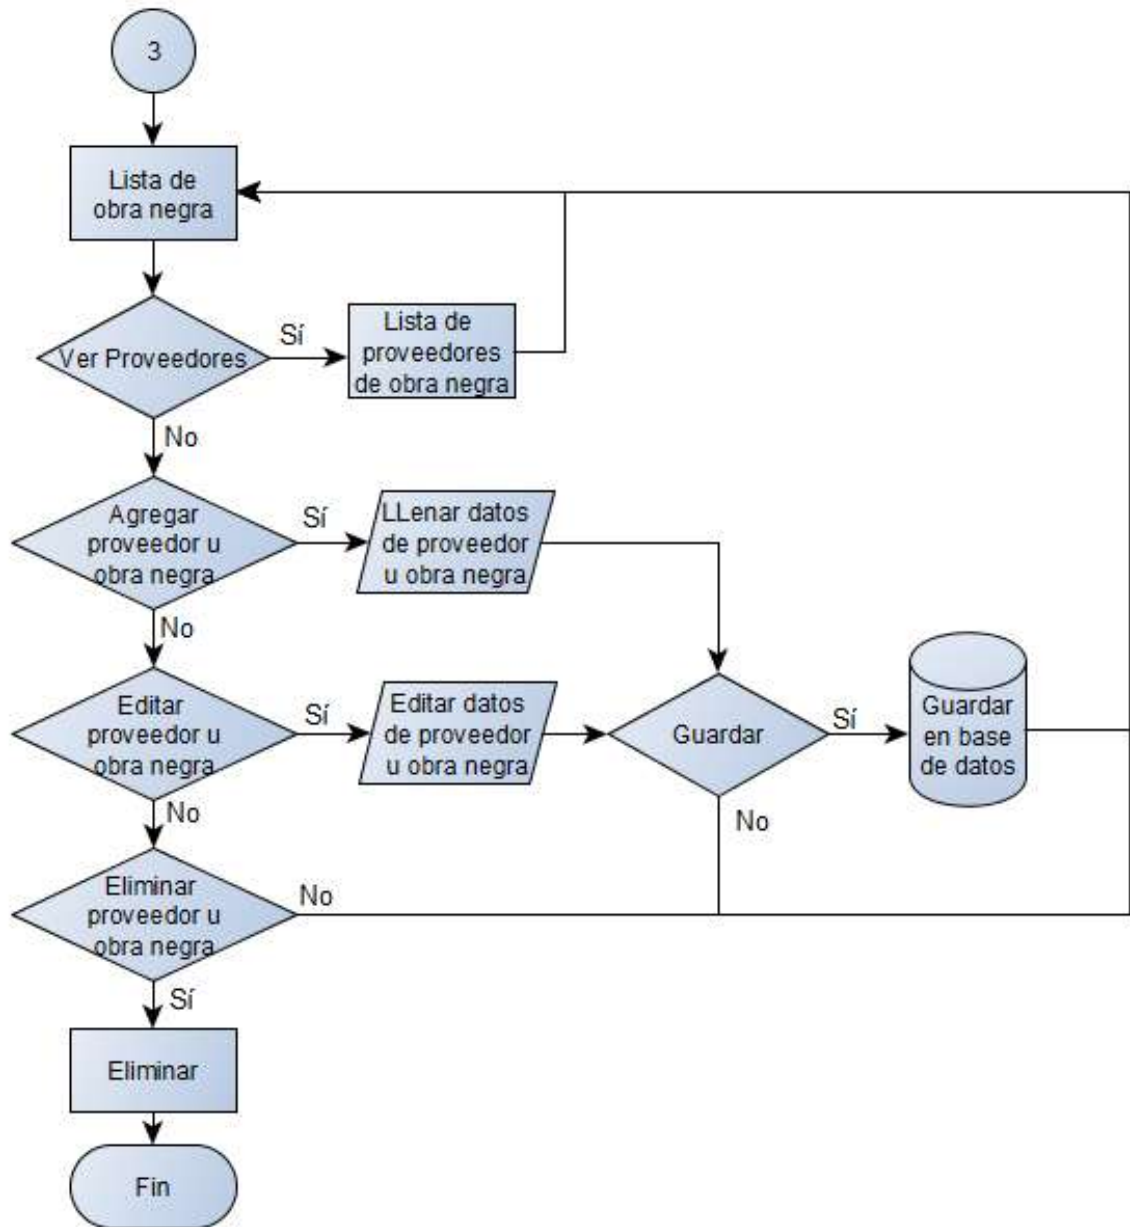 3
Lista de
obra negra
Ver Proveedores
Sí
Lista de
proveedores
de obra negra
No
Agregar
proveedor u
obra negra
Sí
LLenar datos
de proveedor
u obra negra
No
Editar
proveedor u
obra negra
Sí
Editar datos
de proveedor
u obra negra
Guardar
Sí
Guardar
en base
de datos
No
No
Eliminar
proveedor u
obra negra
No
Sí
Eliminar
Fin